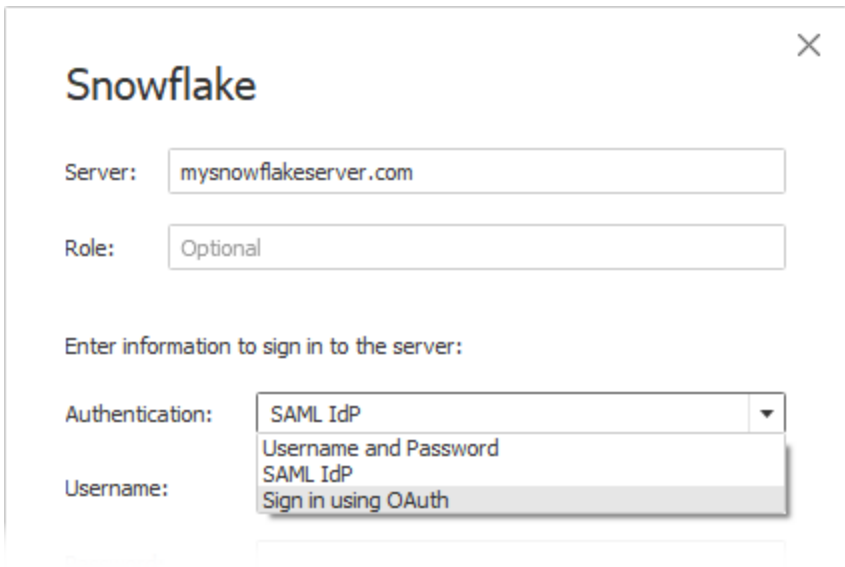 Snowflake
Server: mysnowflakeserver.com
Role: Optional
Enter information to sign in to the server:
Authentication: SAML IdP
Username and Password
SAML IdP
Username:
Sign in using OAuth